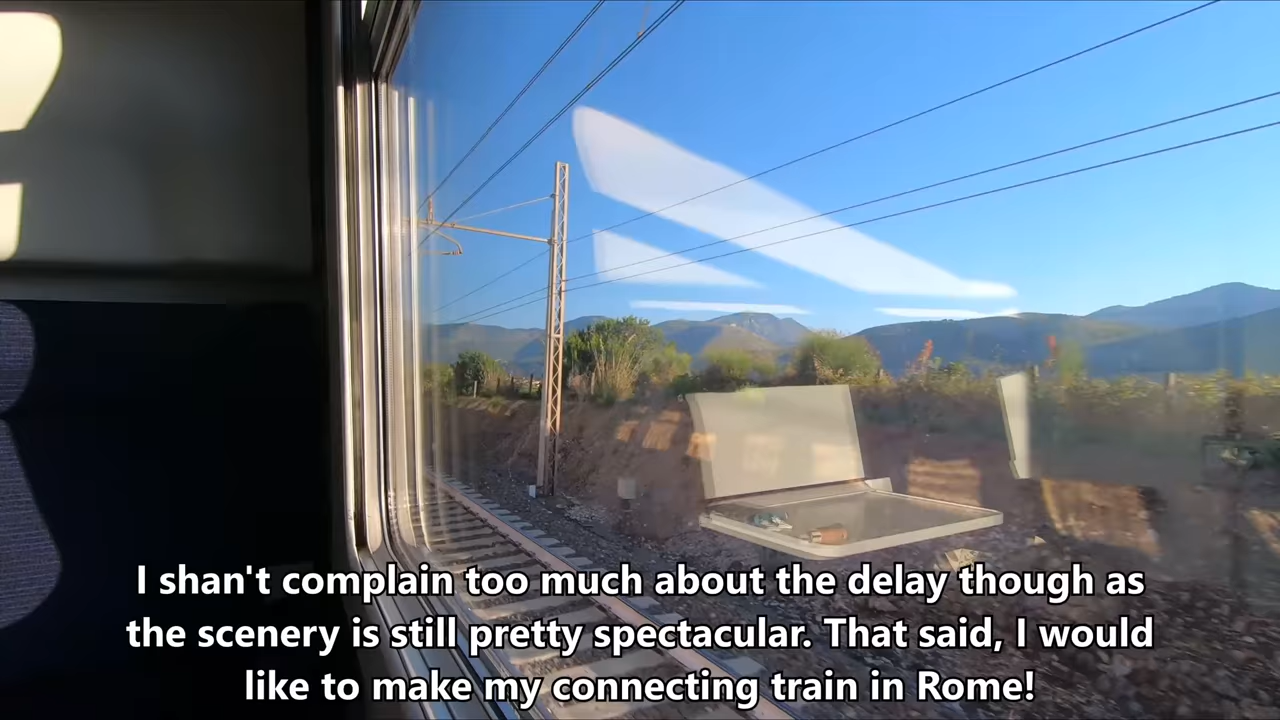 I shan't complain too much about the delay though as
the scenery is still pretty spectacular. That said, I would
like to make my connecting train in Rome!